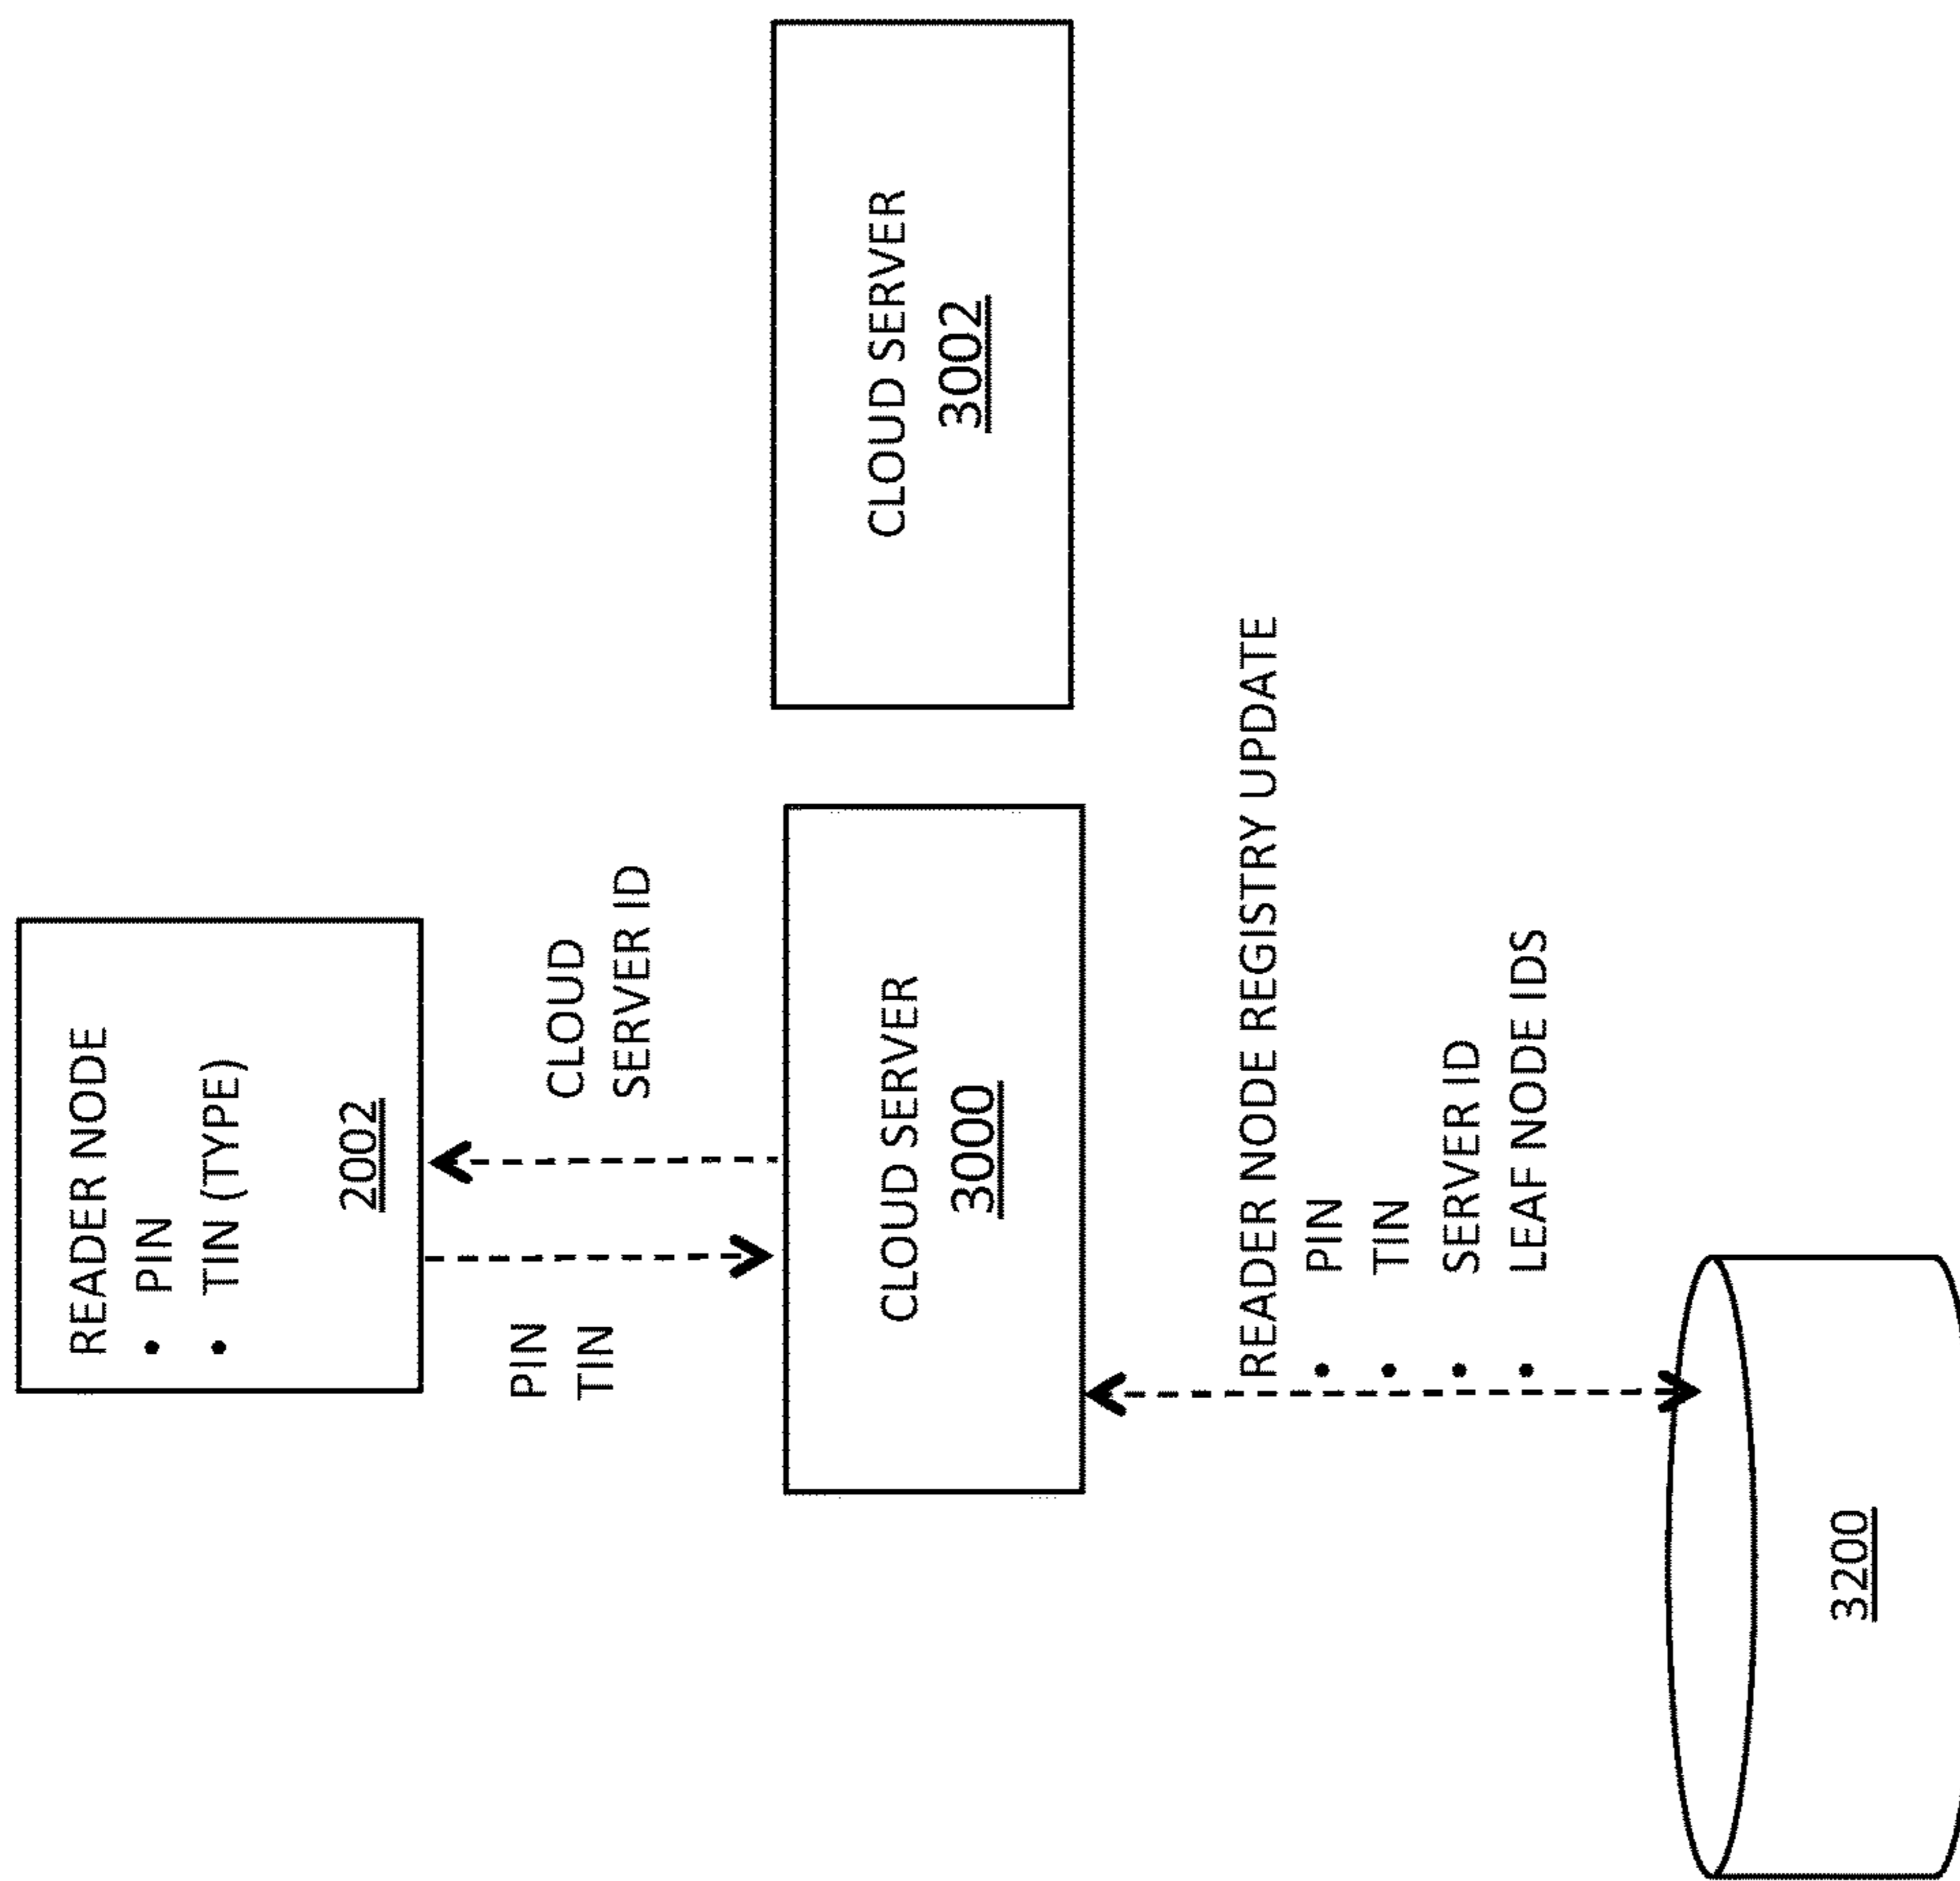 READER NODE
• PIN
• TIN (TYPE)
2002
PIN
TIN
CLOUD
SERVER ID
CLOUD SERVER
3000
CLOUD SERVER
3002
READER NODE REGISTRY UPDATE
• PIN
• TIN
• SERVER ID
• LEAF NODE IDS
3200